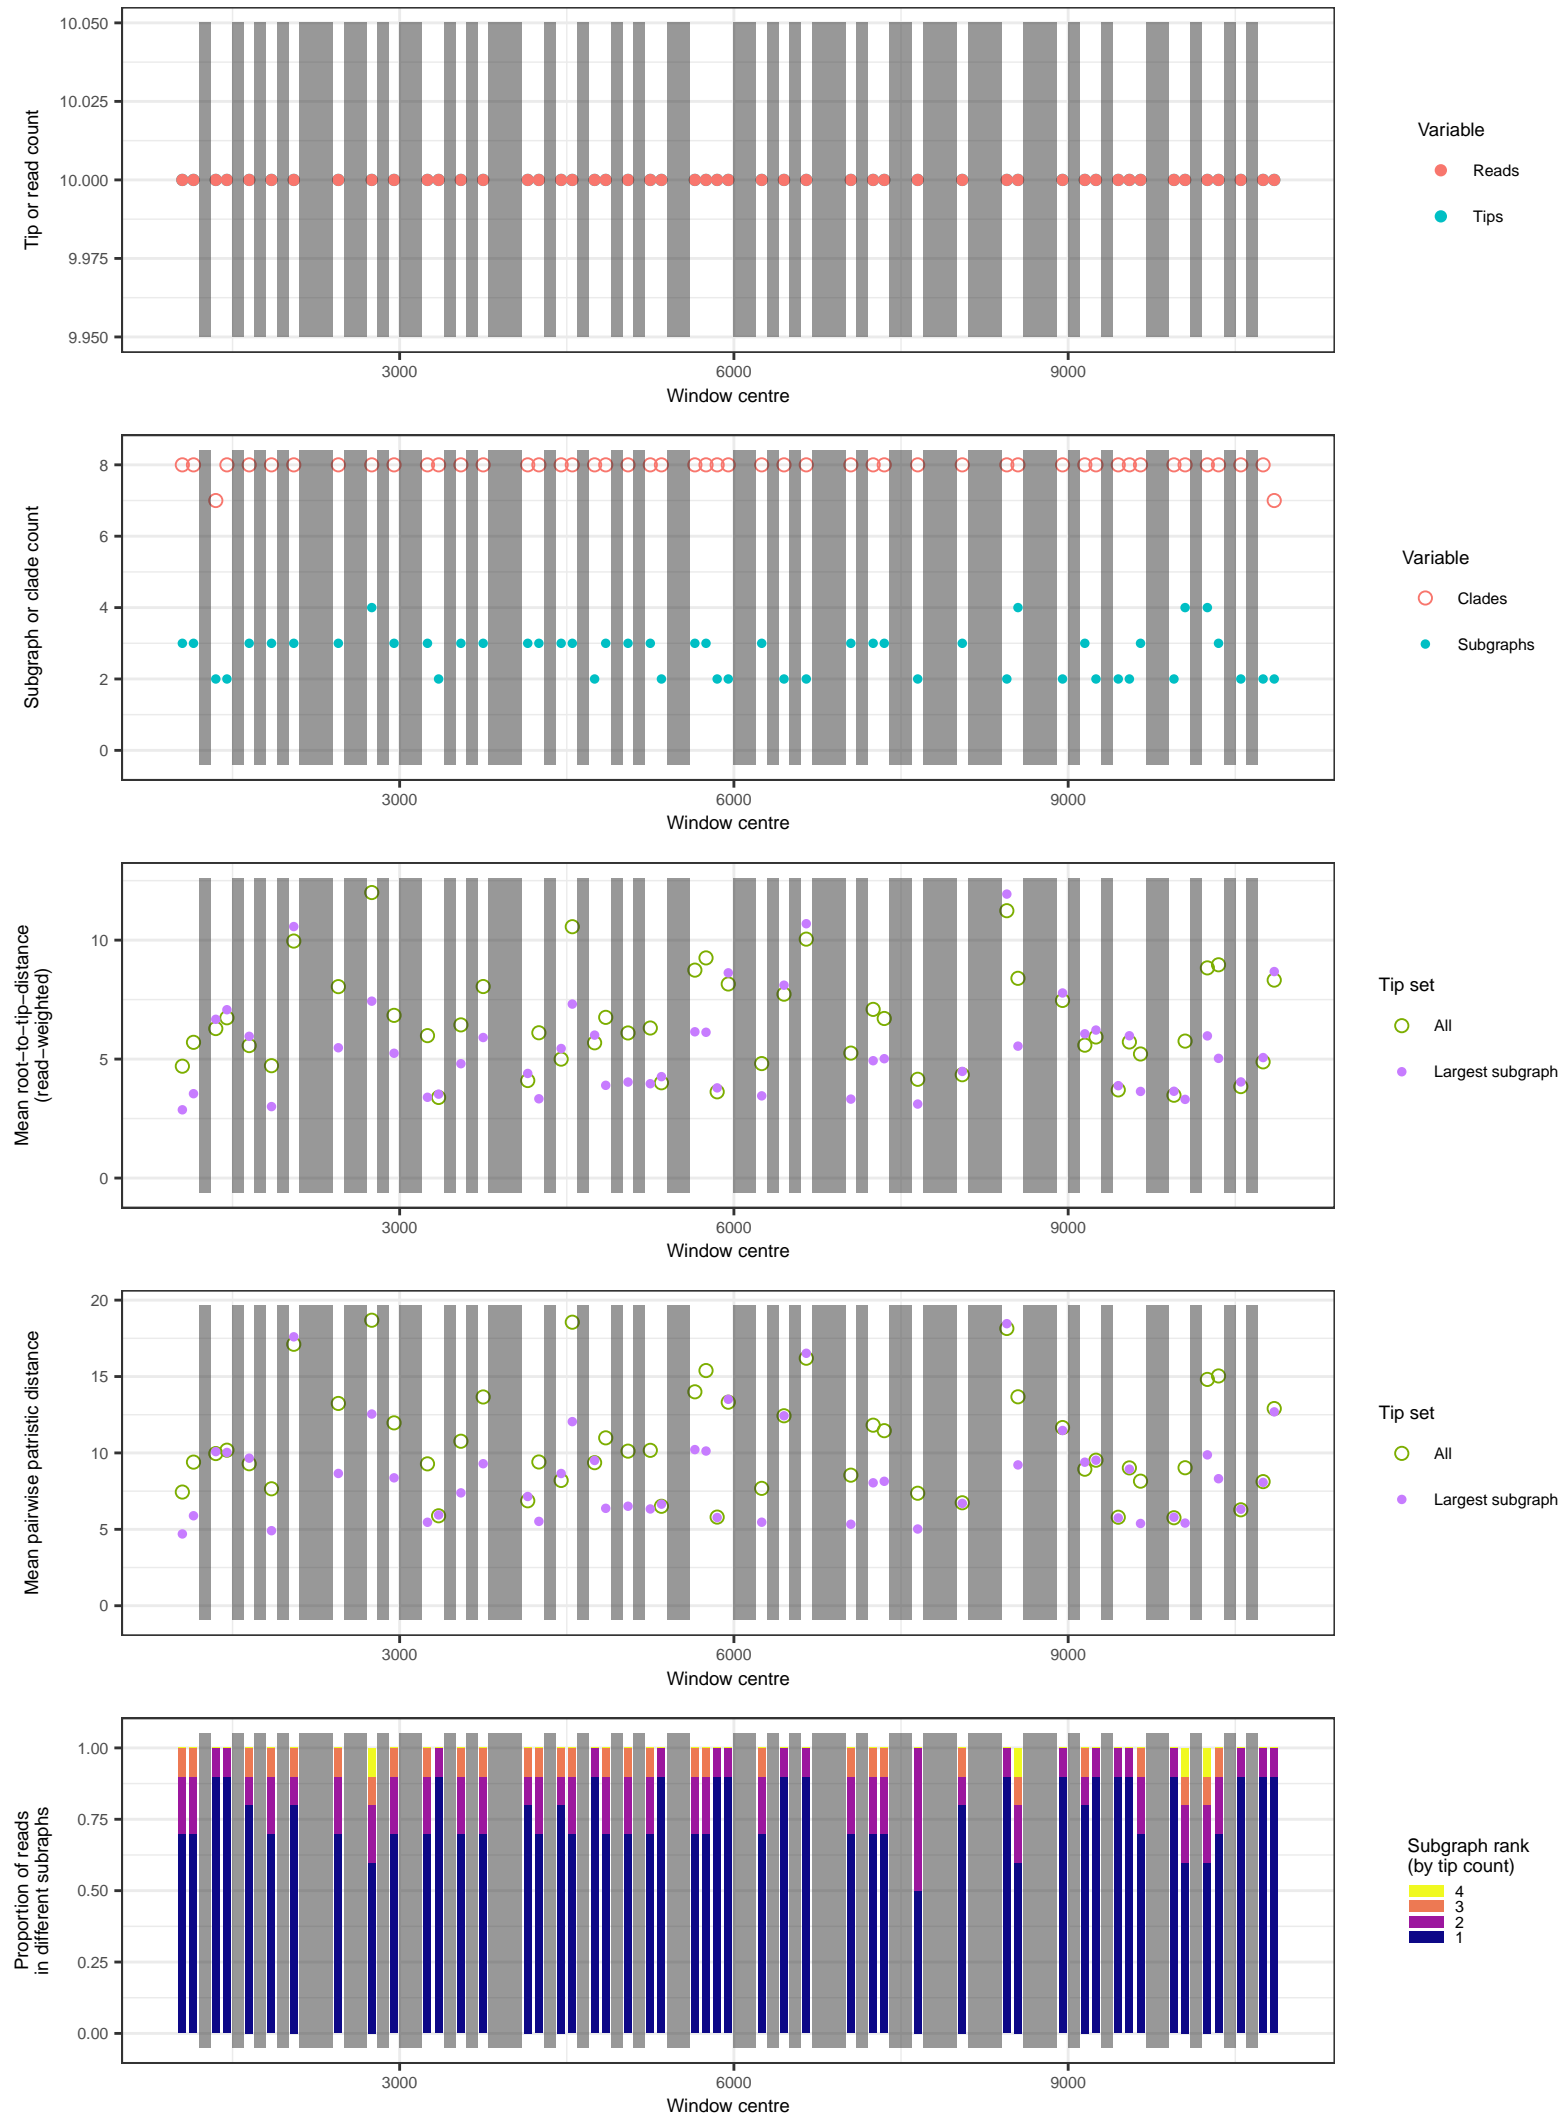 10.050
10.025
10.000
9.975
9.950
Tip or read count
3000
6000
9000
Window centre
Variable
Reads
Tips
8
6
4
2
0
Subgraph or clade count
3000
6000
9000
Window centre
Variable
Clades
Subgraphs
10
5
0
Mean root−to−tip−distance
(read−weighted)
3000
6000
9000
Window centre
Tip set
All
Largest subgraph
20
15
10
5
0
Mean pairwise patristic distance
3000
6000
9000
Window centre
Tip set
All
Largest subgraph
1.00
0.75
0.50
0.25
0.00
Proportion of reads
in different subraphs
3000
6000
9000
Window centre
Subgraph rank
(by tip count)
4
3
2
1